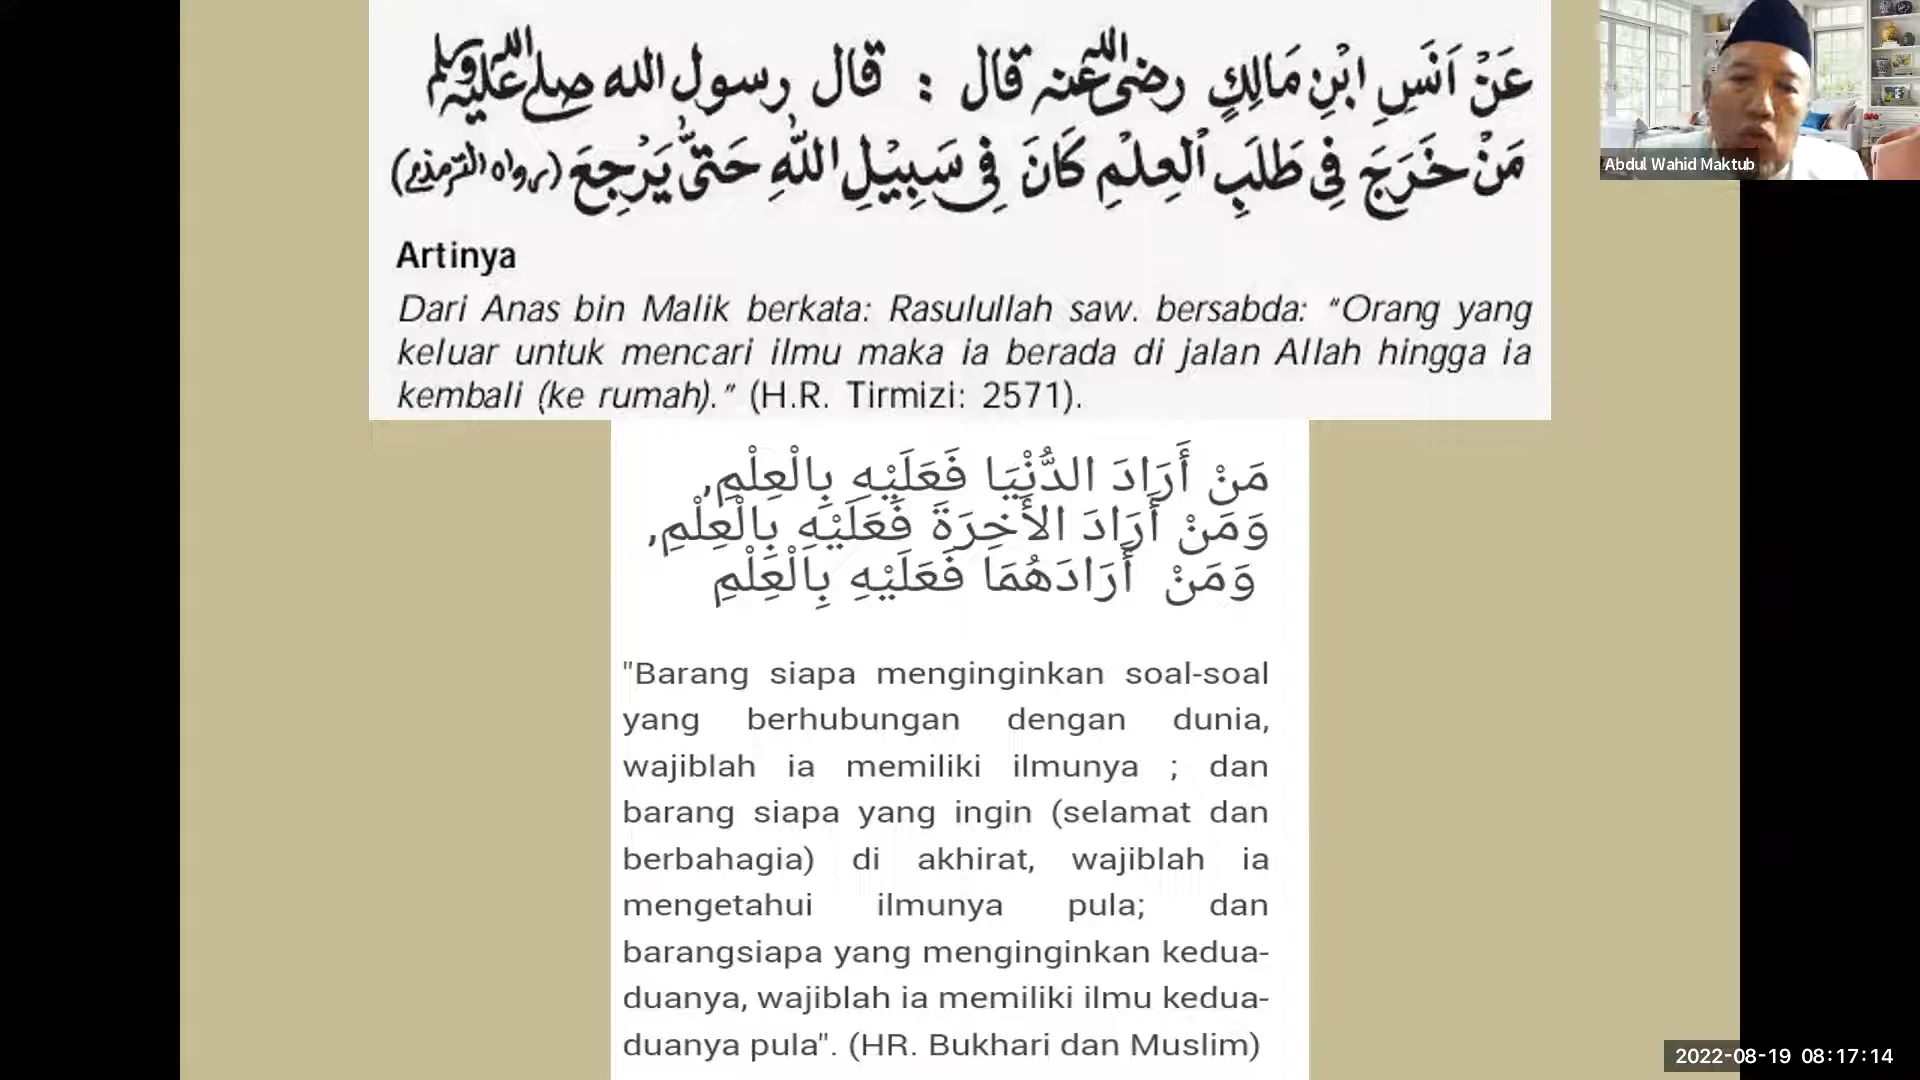 عَنْ اَنَسِ ابْنِ مَالِكٍ رضى الله عنه قال : قال رسول الله صلى الله عليه وسلم
مَنْ خَرَجَ فِى طَلَبِ الْعِلْمِ كَانَ فِى سَبِيْلِ اللّٰهِ حَتىّٰ يَرْجِعَ (رواه الترمذي)
Artinya
Dari Anas bin Malik berkata: Rasulullah saw. bersabda: “Orang yang
keluar untuk mencari ilmu maka ia berada di jalan Allah hingga ia
kembali (ke rumah).” (H.R. Tirmizi: 2571).
مَنْ أَرَادَ الدُّنْيَا فَعَلَيْهِ بِالْعِلْمِ,
وَمَنْ أَرَادَ الأَخِرَةَ فَعَلَيْهِ بِالْعِلْمِ,
وَمَنْ أَرَادَهُمَا فَعَلَيْهِ بِالْعِلْمِ
"Barang siapa menginginkan soal-soal
yang berhubungan dengan dunia,
wajiblah ia memiliki ilmunya ; dan
barang siapa yang ingin (selamat dan
berbahagia) di akhirat, wajiblah ia
mengetahui ilmunya pula; dan
barangsiapa yang menginginkan kedua-
duanya, wajiblah ia memiliki ilmu kedua-
duanya pula". (HR. Bukhari dan Muslim)
Abdul Wahid Maktub
2022-08-19 08:17:14